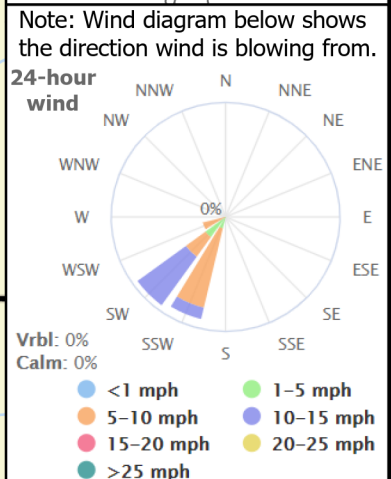 Note: Wind diagram below shows
the direction wind is blowing from.
24-hour
wind
N
NNW
NNE
NW
NE
WNW
ENE
0%
W
E
WSW
ESE
SW
SE
Vrbl: 0%
SSW
SSE
S
Calm: 0%
<1 mph
1-5 mph
5-10 mph
10-15 mph
15-20 mph
20-25 mph
>25 mph